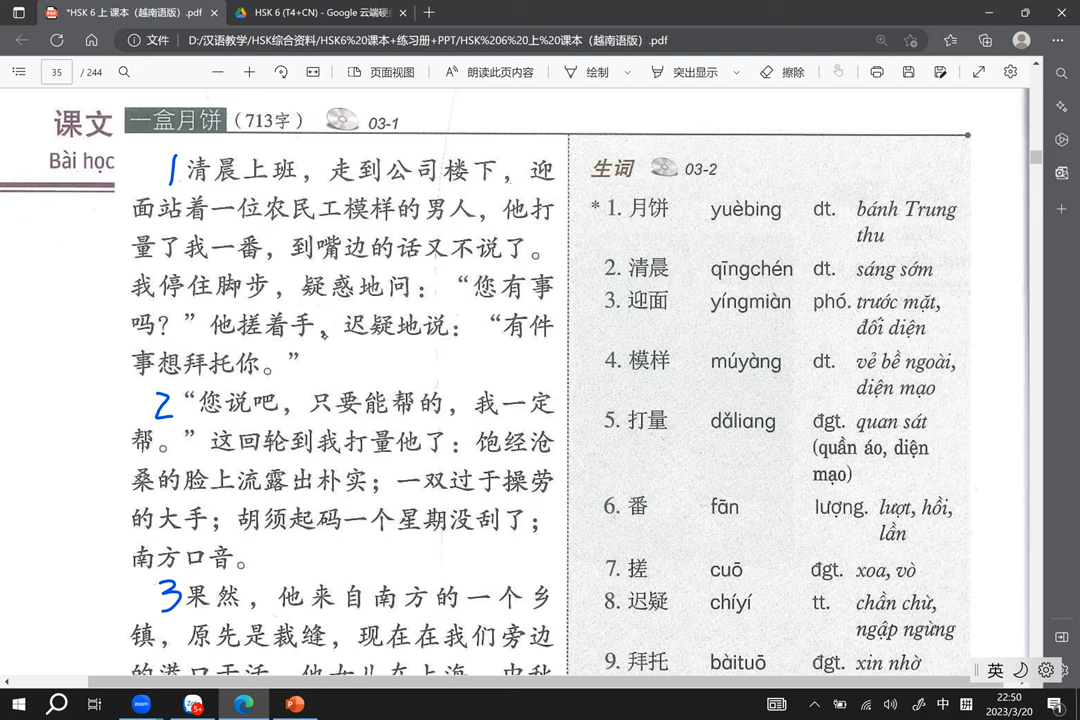 *HSK 6 上 课本（越南语版）.pdf
HSK 6 (T4+CN) - Google 云端硬
文件 D:/汉语教学/HSK综合资料/HSK6%20课本+练习册+PPT/HSK%206%20上%20课本（越南语版）.pdf
35 / 244
页面视图
朗读此页内容
绘制
突出显示
擦除
课文
Bài học
一盒月饼（713字） 03-1
1 清晨上班，走到公司楼下，迎
面站着一位农民工模样的男人，他打
量了我一番，到嘴边的话又不说了。
我停住脚步，疑惑地问：“您有事
吗？”他搓着手，迟疑地说：“有件
事想拜托你。”
2 “您说吧，只要能帮的，我一定
帮。”这回轮到我打量他了：饱经沧
桑的脸上流露出朴实；一双过于操劳
的大手；胡须起码一个星期没刮了；
南方口音。
3 果然，他来自南方的一个乡
镇，原先是裁缝，现在在我们旁边
生词 03-2
* 1. 月饼 yuèbing dt. bánh Trung
thu
2. 清晨 qīngchén dt. sáng sớm
3. 迎面 yíngmiàn phó. trước mặt,
đối diện
4. 模样 múyàng dt. vẻ bề ngoài,
diện mạo
5. 打量 dǎliang đgt. quan sát
(quần áo, diện
mạo)
6. 番 fān lượng. lượt, hồi,
lần
7. 搓 cuō đgt. xoa, vò
8. 迟疑 chíyí tt. chần chừ,
ngập ngừng
9. 拜托 bàituō đgt. xin nhờ
英
中 拼
22:50
2023/3/20